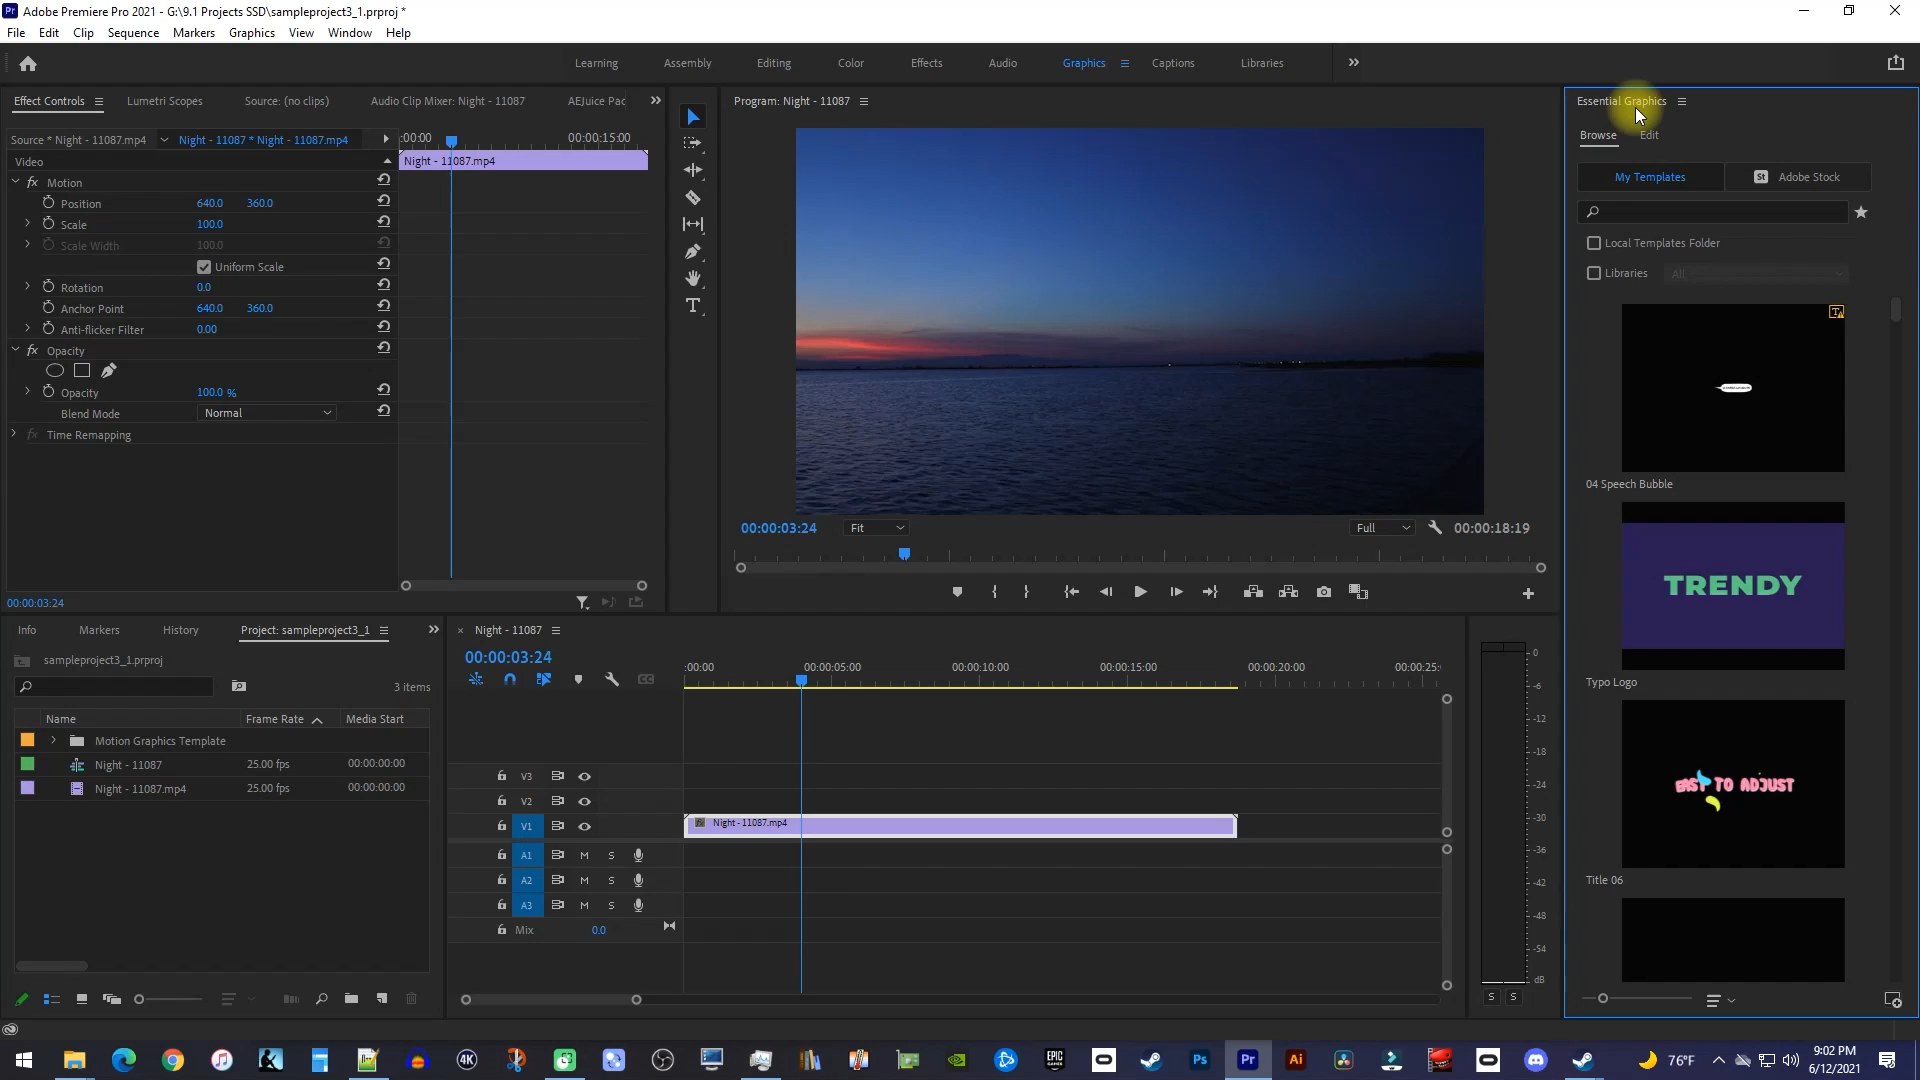 Adobe Premiere Pro 2021 - G:\9.1 Projects SSD\sampleproject3_1.prproj *
File Edit Clip Sequence Markers Graphics View Window Help
Learning Assembly Editing Color Effects Audio Graphics Captions Libraries
Effect Controls Lumetri Scopes Source: (no clips) Audio Clip Mixer: Night - 11087 AEJuice Pac
Source * Night - 11087.mp4 Night - 11087 * Night - 11087.mp4
:00:00 00:00:15:00
Video
Night - 11087.mp4
fx Motion
Position 640.0 360.0
Scale 100.0
Scale Width 100.0
Uniform Scale
Rotation 0.0
Anchor Point 640.0 360.0
Anti-flicker Filter 0.00
fx Opacity
Opacity 100.0 %
Blend Mode Normal
fx Time Remapping
00:00:03:24
Program: Night - 11087
00:00:03:24 Fit Full 00:00:18:19
Essential Graphics
Browse Edit
My Templates St Adobe Stock
Local Templates Folder
Libraries All
04 Speech Bubble
TRENDY
Typo Logo
EASY TO ADJUST
Title 06
Info Markers History Project: sampleproject3_1
sampleproject3_1.prproj
3 items
Name Frame Rate Media Start
Motion Graphics Template
Night - 11087 25.00 fps 00:00:00:00
Night - 11087.mp4 25.00 fps 00:00:00:00
× Night - 11087
00:00:03:24
:00:00 00:00:05:00 00:00:10:00 00:00:15:00 00:00:20:00 00:00:25:
V3
V2
V1 Night - 11087.mp4
A1 M S
A2 M S
A3 M S
Mix 0.0
0
-6
-12
-18
-24
-30
-36
-42
-48
-54
dB
S S
4K EPIC GAMES Ps Pr Ai 76°F
9:02 PM
6/12/2021